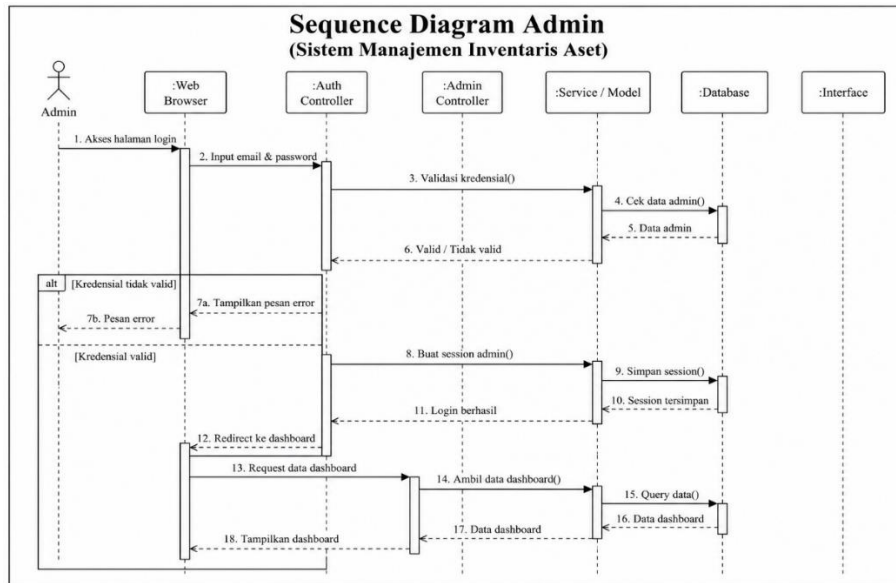 Sequence Diagram Admin
(Sistem Manajemen Inventaris Aset)
Admin
:Web
Browser
:Auth
Controller
:Admin
Controller
:Service / Model
:Database
:Interface
1. Akses halaman login
2. Input email & password
3. Validasi kredensial()
4. Cek data admin()
5. Data admin
6. Valid / Tidak valid
alt
[Kredensial tidak valid]
7a. Tampilkan pesan error
7b. Pesan error
[Kredensial valid]
8. Buat session admin()
9. Simpan session()
10. Session tersimpan
11. Login berhasil
12. Redirect ke dashboard
13. Request data dashboard
14. Ambil data dashboard()
15. Query data()
16. Data dashboard
17. Data dashboard
18. Tampilkan dashboard